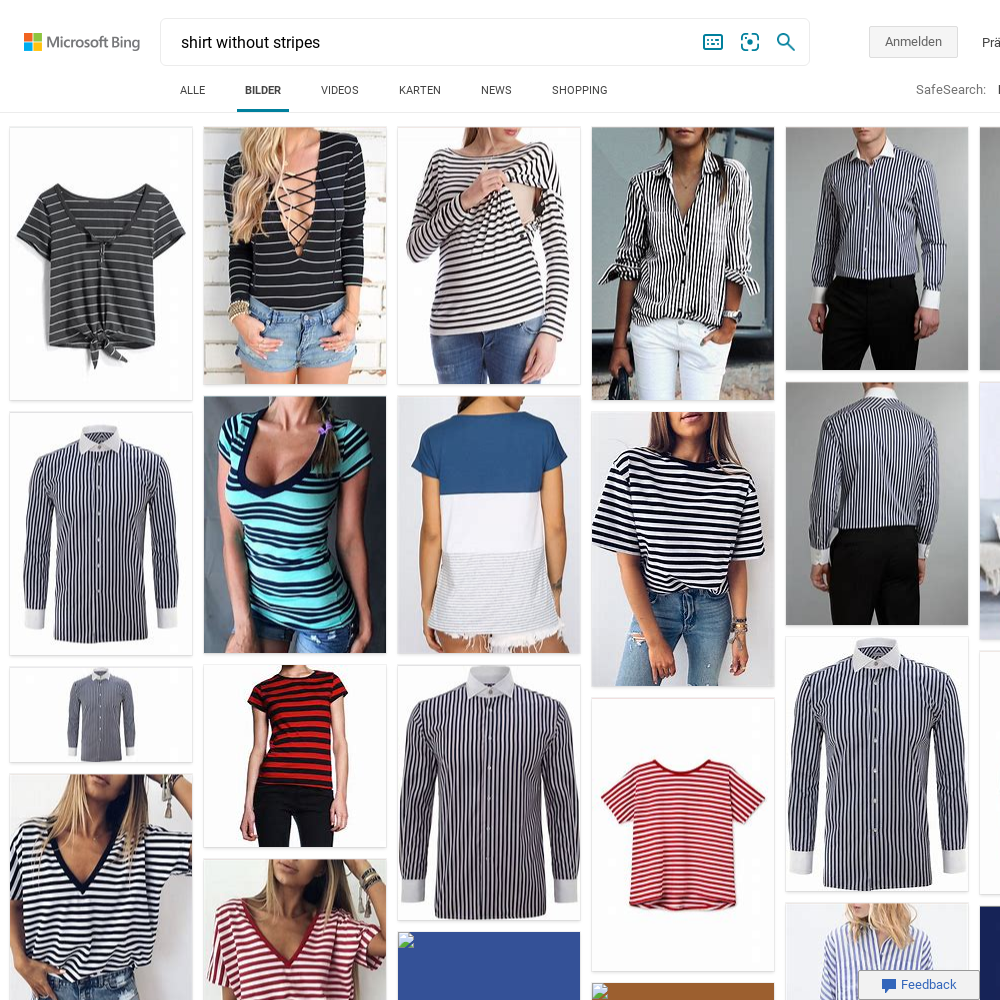 Microsoft Bing
shirt without stripes
Anmelden
Prä
ALLE
BILDER
VIDEOS
KARTEN
NEWS
SHOPPING
SafeSearch:
Feedback